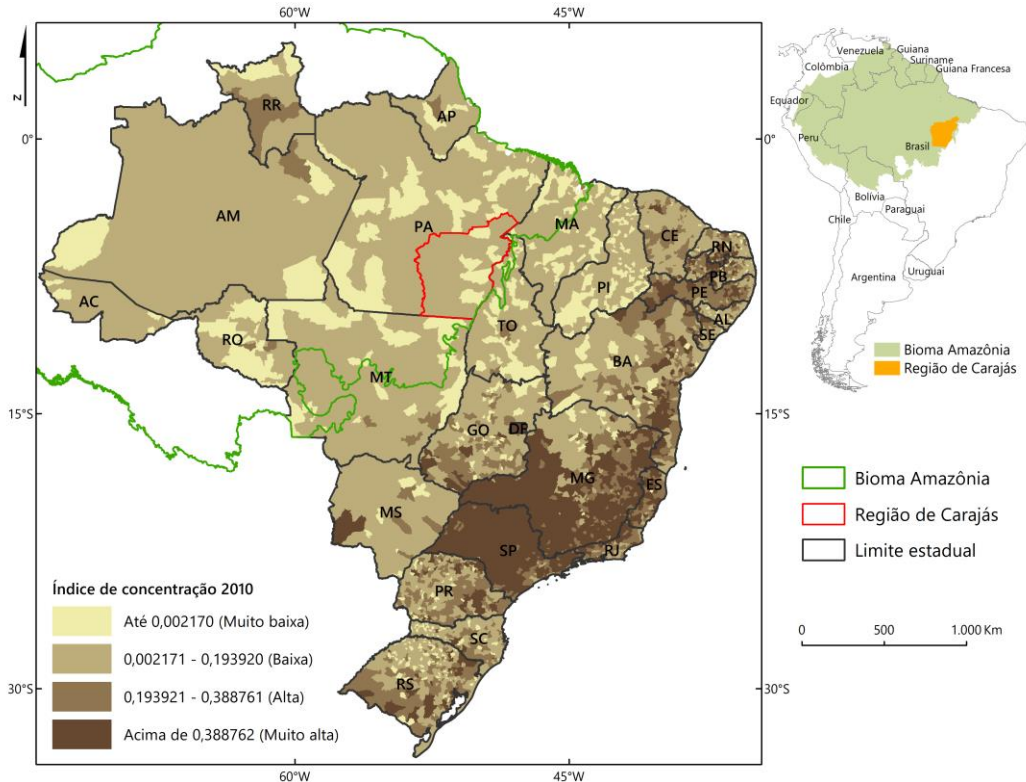 60°W
45°W
N
0°
15°S
30°S
60°W
45°W
RR
AP
AM
PA
MA
CE
RN
PB
PE
AL
SE
PI
AC
RO
TO
BA
MT
GO
DF
MG
ES
MS
SP
RJ
PR
SC
RS
Índice de concentração 2010
Até 0,002170 (Muito baixa)
0,002171 - 0,193920 (Baixa)
0,193921 - 0,388761 (Alta)
Acima de 0,388762 (Muito alta)
Venezuela
Guiana
Suriname
Guiana Francesa
Colômbia
Equador
Peru
Brasil
Bolívia
Paraguai
Chile
Argentina
Uruguai
Bioma Amazônia
Região de Carajás
Bioma Amazônia
Região de Carajás
Limite estadual
0 500 1.000 Km